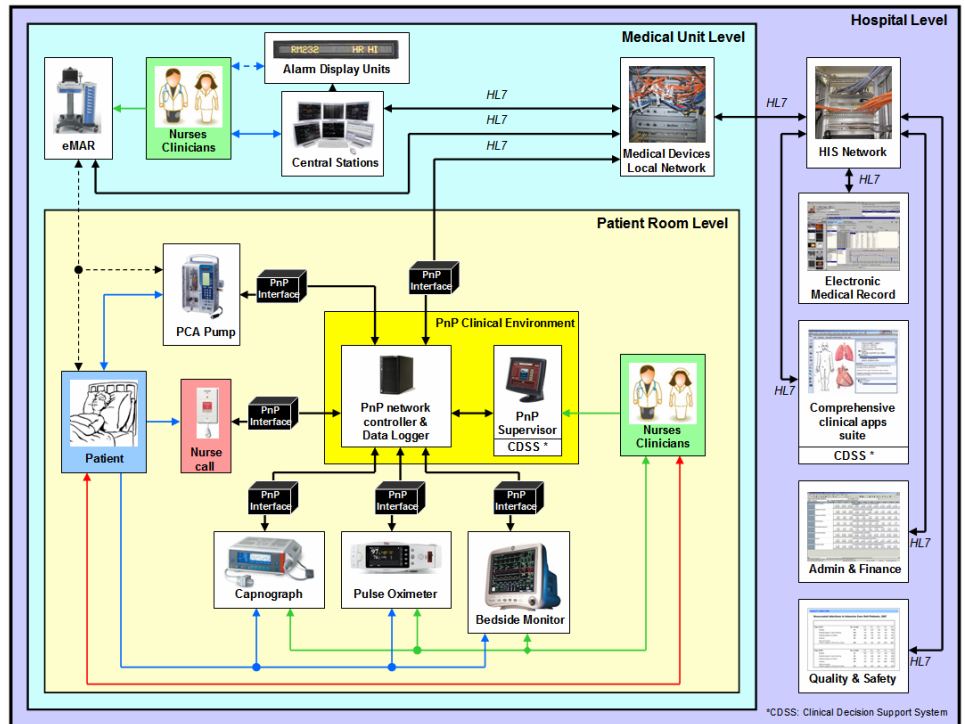 Hospital Level
Medical Unit Level
RM232 HR HI
Alarm Display Units
eMAR
Nurses
Clinicians
Central Stations
HL7
HL7
HL7
Medical Devices
Local Network
HL7
HIS Network
HL7
Electronic
Medical Record
Patient Room Level
PCA Pump
PnP
Interface
PnP
Interface
PnP Clinical Environment
PnP network
controller &
Data Logger
PnP
Supervisor
CDSS *
Nurses
Clinicians
HL7
Comprehensive
clinical apps
suite
CDSS *
Patient
Nurse
call
PnP
Interface
PnP
Interface
PnP
Interface
PnP
Interface
Capnograph
Pulse Oximeter
Bedside Monitor
HL7
Admin & Finance
HL7
Quality & Safety
*CDSS: Clinical Decision Support System